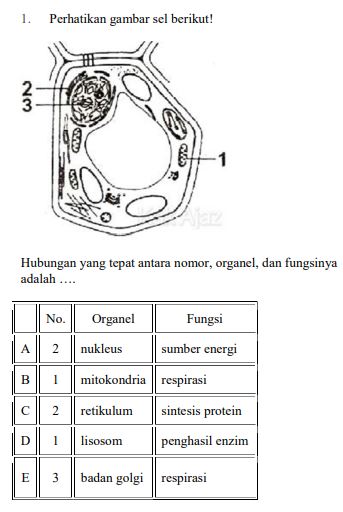 1. Perhatikan gambar sel berikut!
2
3
1
Ajaz
Hubungan yang tepat antara nomor, organel, dan fungsinya
adalah ….
No. Organel Fungsi
A 2 nukleus sumber energi
B 1 mitokondria respirasi
C 2 retikulum sintesis protein
D 1 lisosom penghasil enzim
E 3 badan golgi respirasi